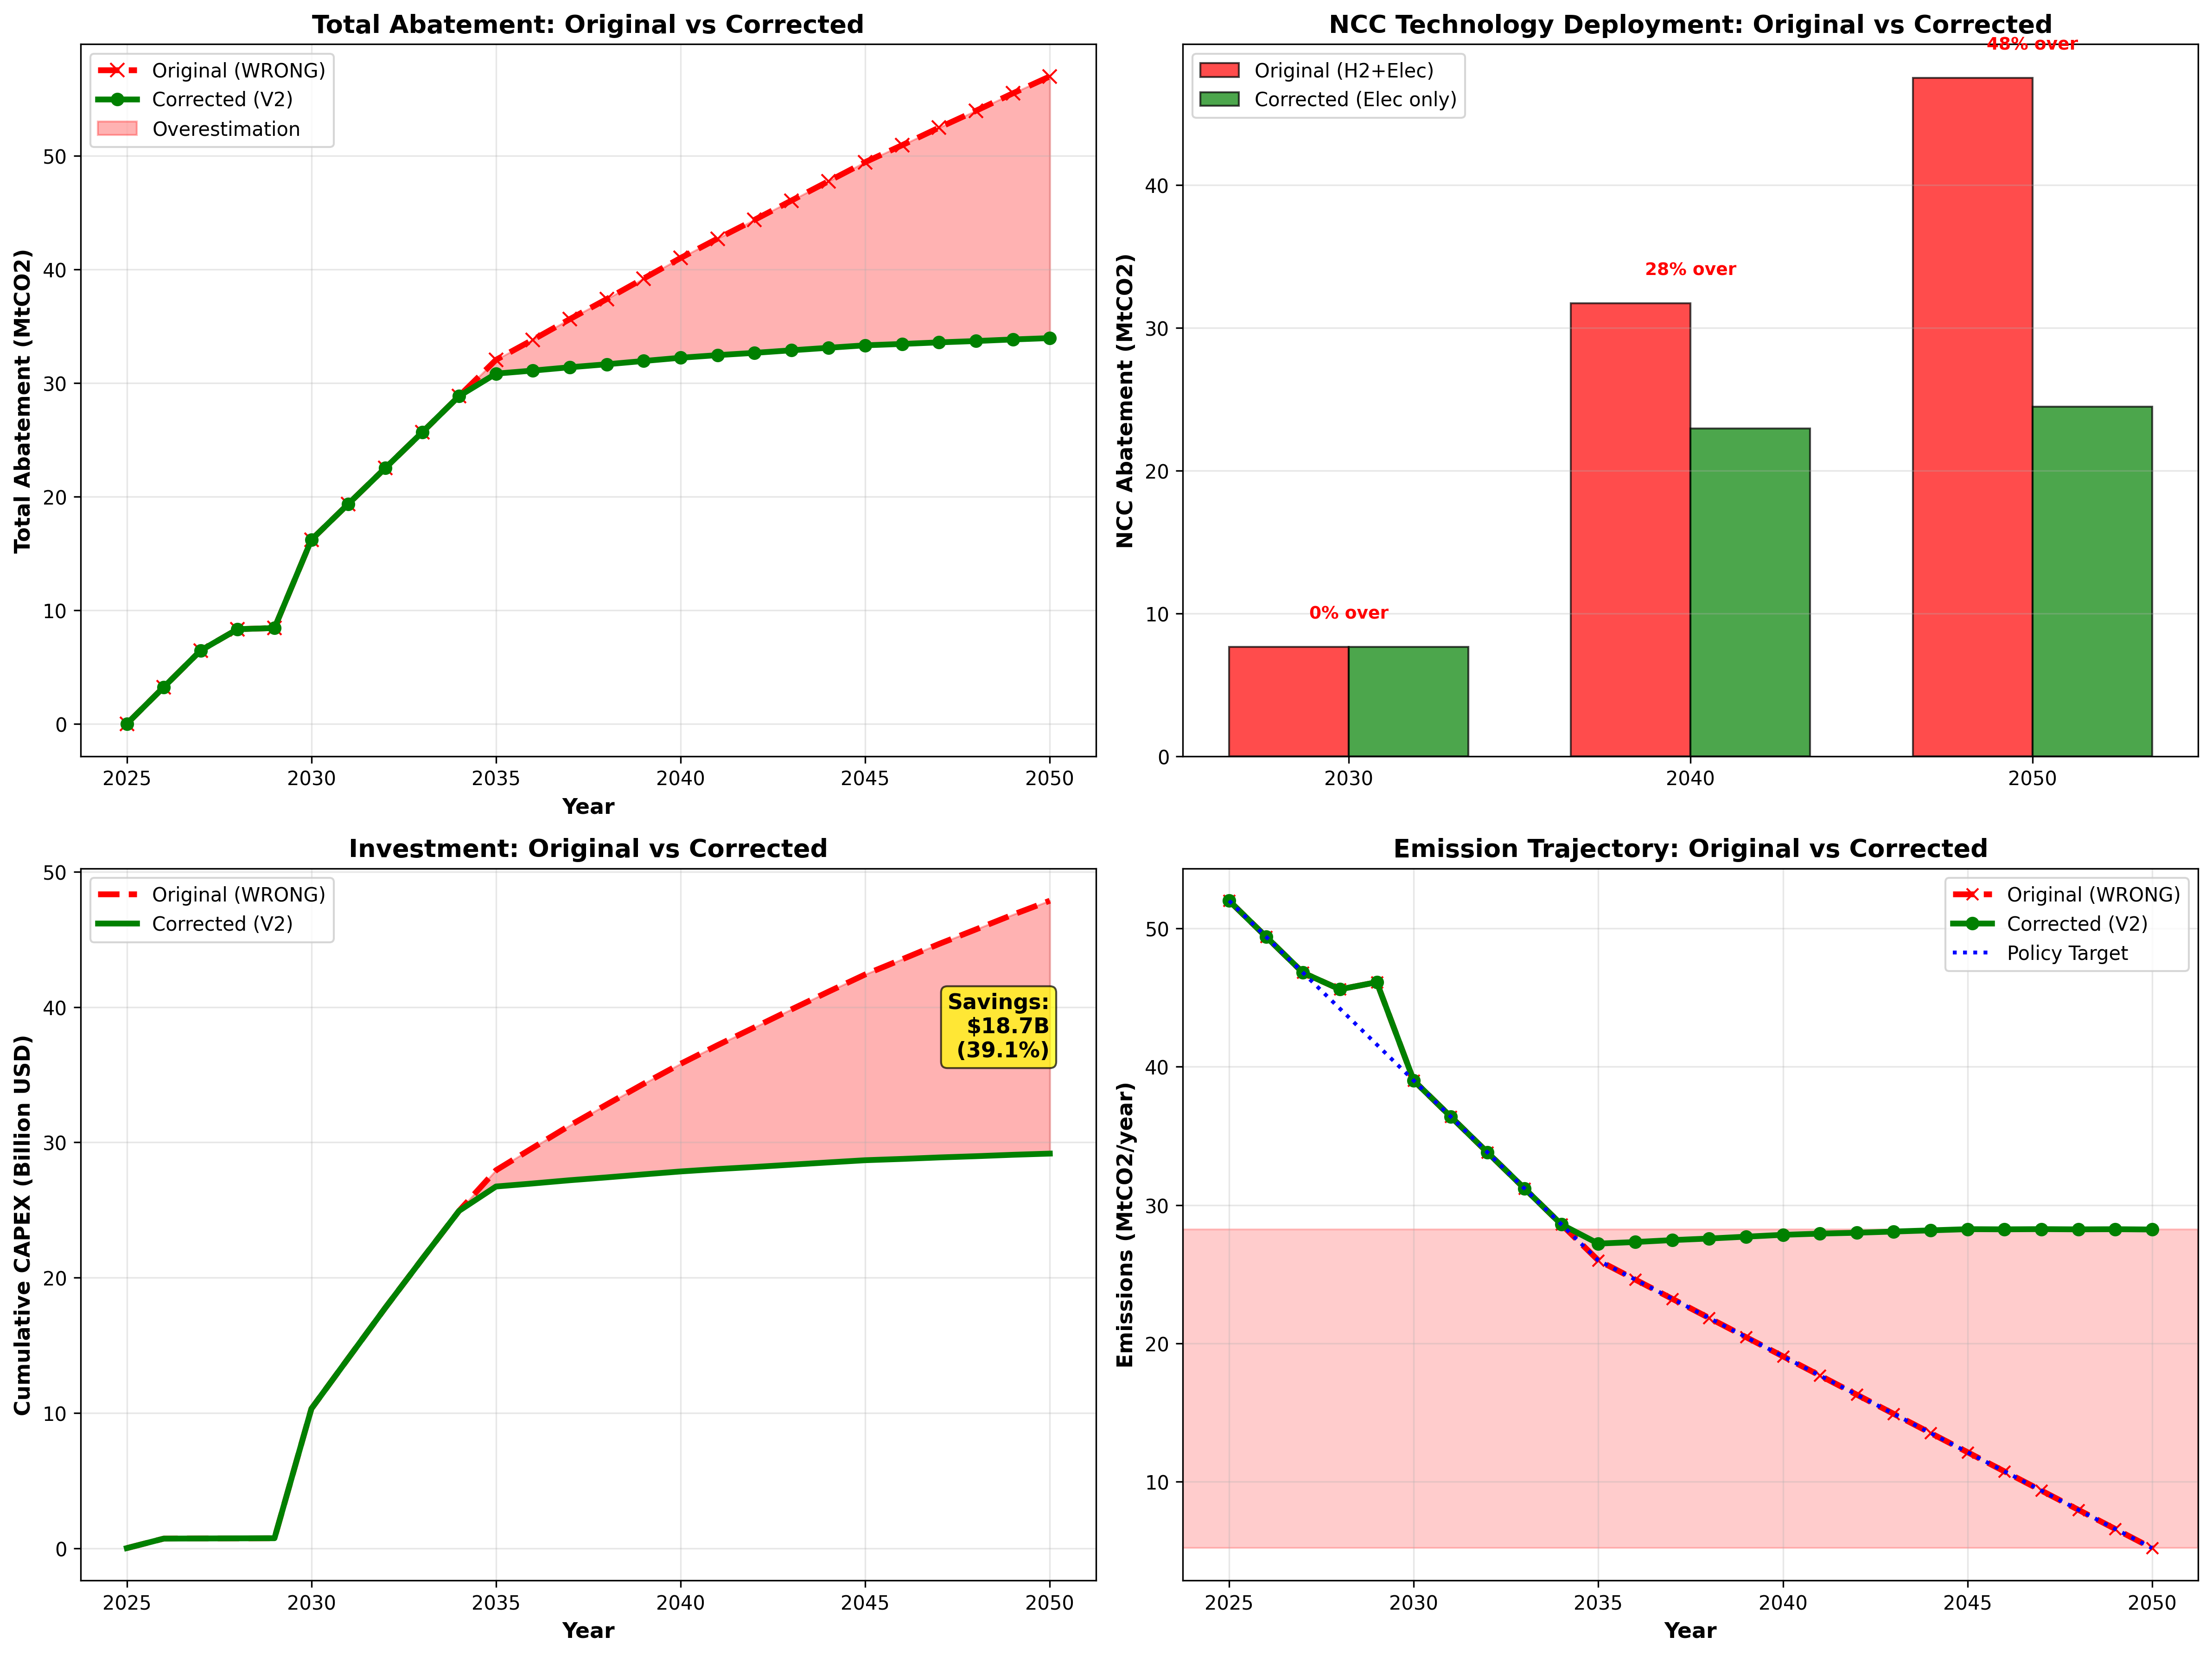 Total Abatement: Original vs Corrected
Original (WRONG)
Corrected (V2)
Overestimation
Total Abatement (MtCO2)
50
40
30
20
10
0
2025 2030 2035 2040 2045 2050
Year
NCC Technology Deployment: Original vs Corrected
Original (H2+Elec)
Corrected (Elec only)
48% over
28% over
0% over
NCC Abatement (MtCO2)
40
30
20
10
0
2030 2040 2050
Investment: Original vs Corrected
Original (WRONG)
Corrected (V2)
Savings:
$18.7B
(39.1%)
Cumulative CAPEX (Billion USD)
50
40
30
20
10
0
2025 2030 2035 2040 2045 2050
Year
Emission Trajectory: Original vs Corrected
Original (WRONG)
Corrected (V2)
Policy Target
Emissions (MtCO2/year)
50
40
30
20
10
2025 2030 2035 2040 2045 2050
Year